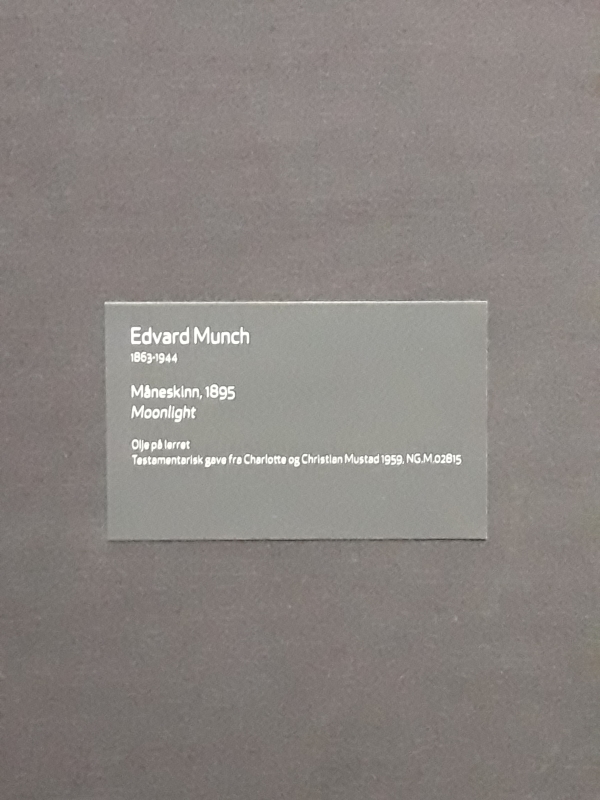 Edvard Munch
1863-1944
Måneskinn, 1895
Moonlight
Olje på lerret
Testamentarisk gave fra Charlotte og Christian Mustad 1959, NG.M.02815